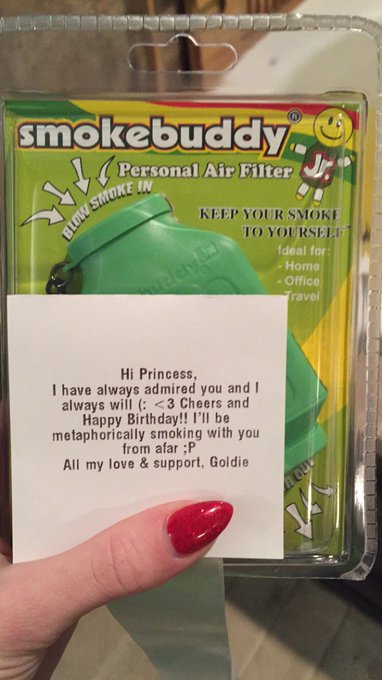 smokebuddy®
Jr.
Personal Air Filter
BLOW SMOKE IN
KEEP YOUR SMOKE
TO YOURSELF
Ideal for:
- Home
- Office
- Travel
Hi Princess,
I have always admired you and I
always will (: <3 Cheers and
Happy Birthday!! I'll be
metaphorically smoking with you
from afar ;P
All my love & support, Goldie
OUT